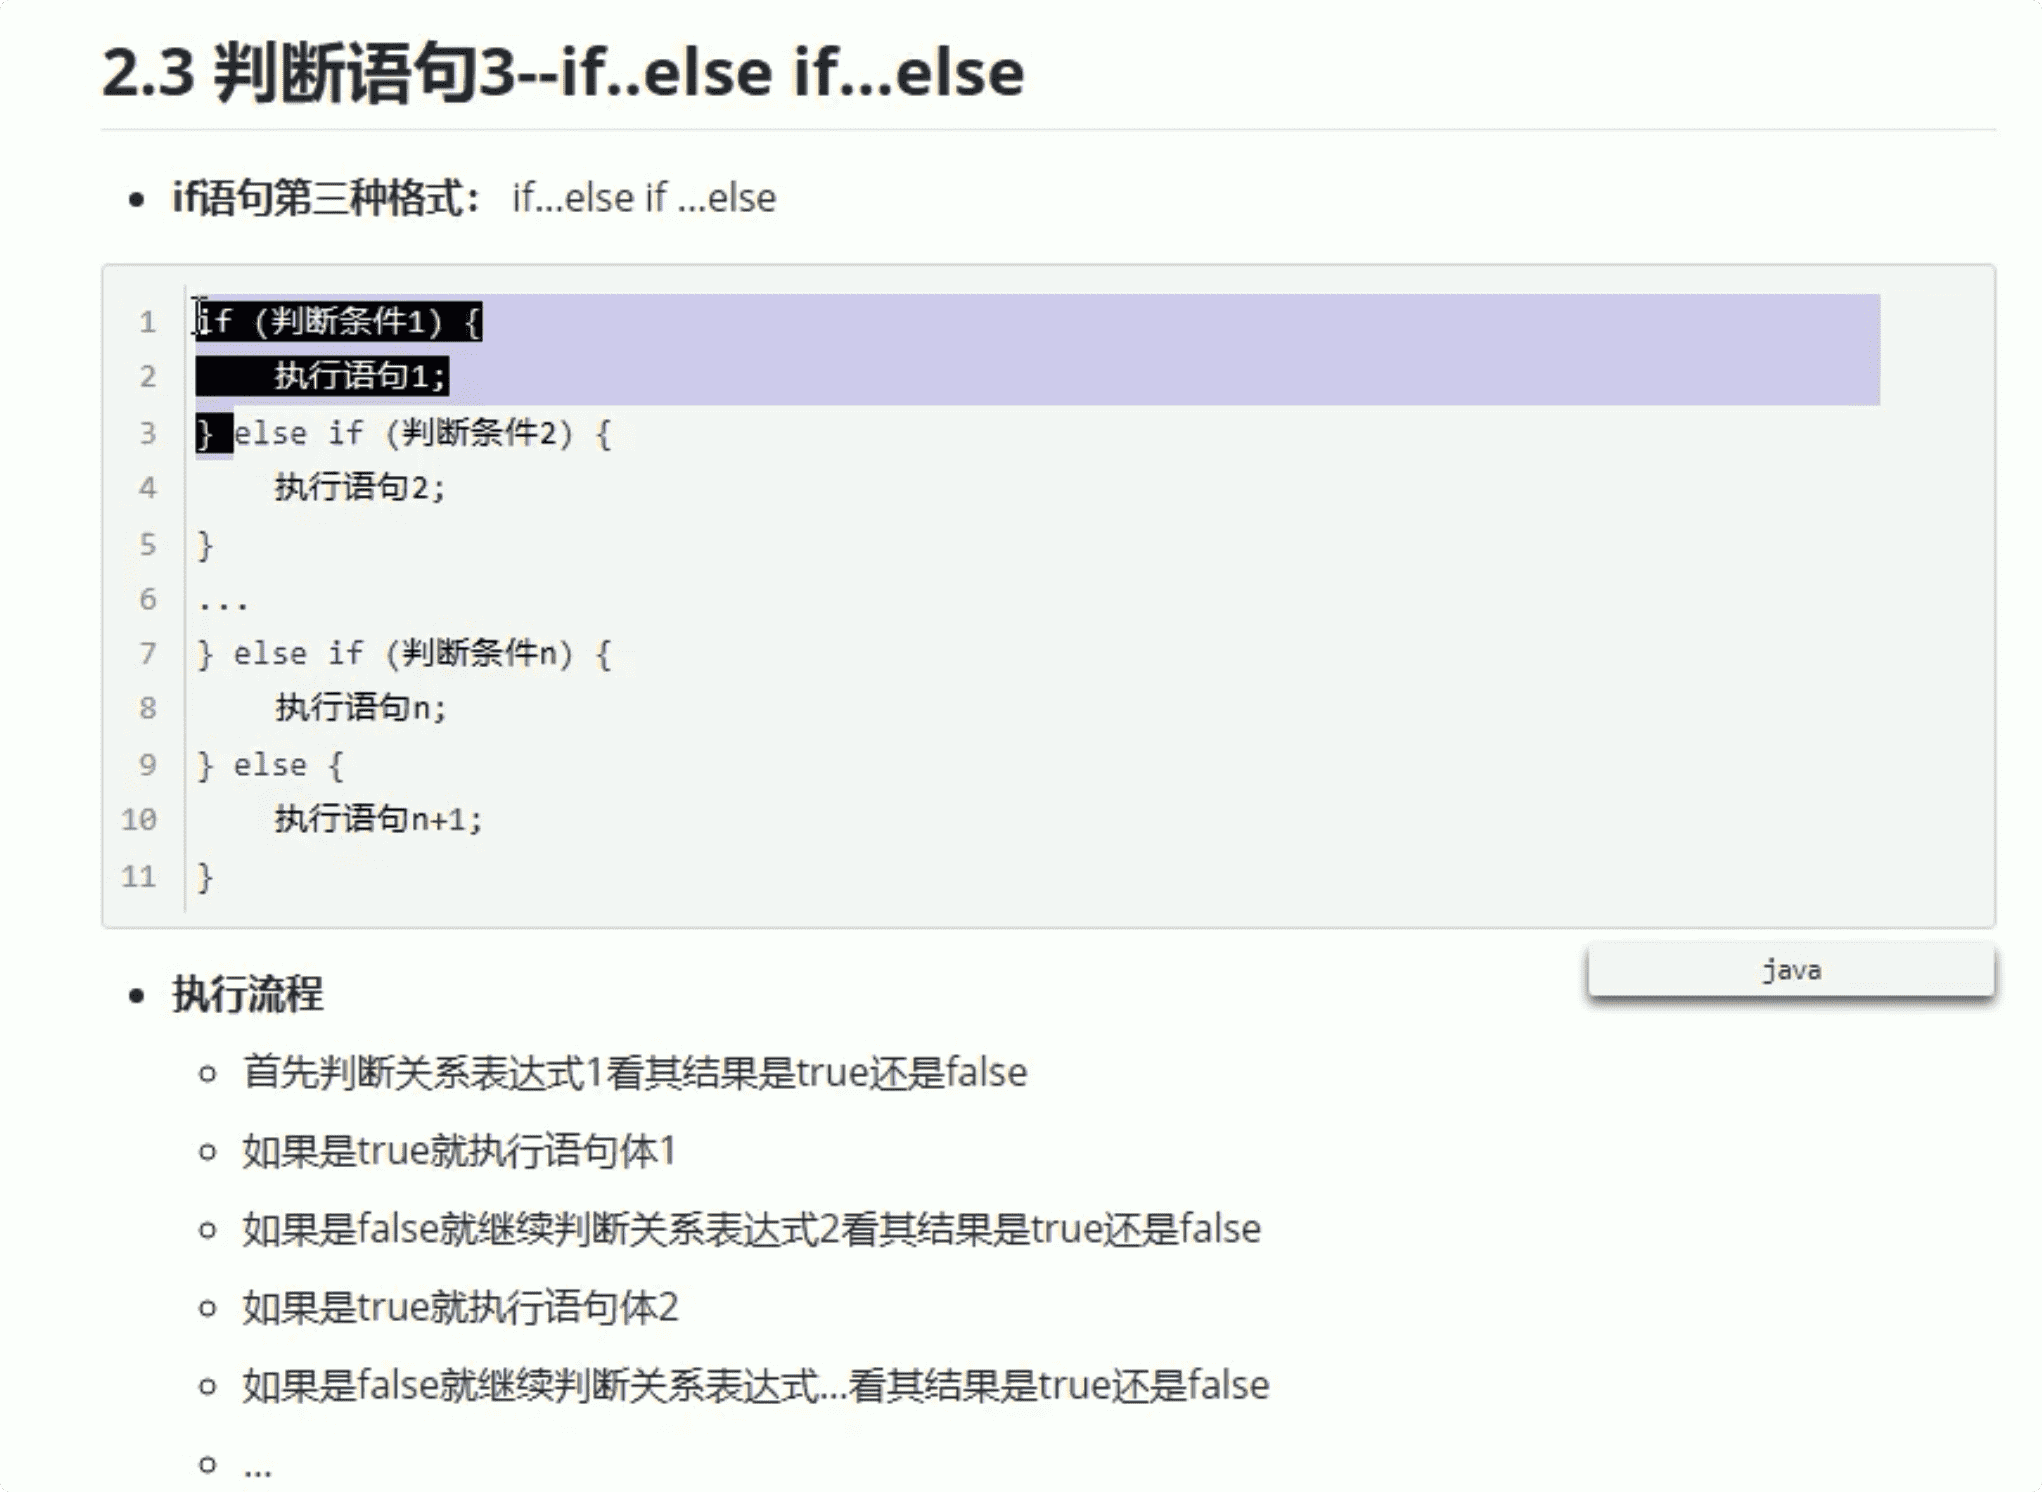 2.3 判断语句3--if..else if...else
• if语句第三种格式： if...else if ...else
1 if (判断条件1) {
2     执行语句1;
3 } else if (判断条件2) {
4     执行语句2;
5 }
6 ...
7 } else if (判断条件n) {
8     执行语句n;
9 } else {
10     执行语句n+1;
11 }
java
• 执行流程
◦ 首先判断关系表达式1看其结果是true还是false
◦ 如果是true就执行语句体1
◦ 如果是false就继续判断关系表达式2看其结果是true还是false
◦ 如果是true就执行语句体2
◦ 如果是false就继续判断关系表达式...看其结果是true还是false
◦ ...